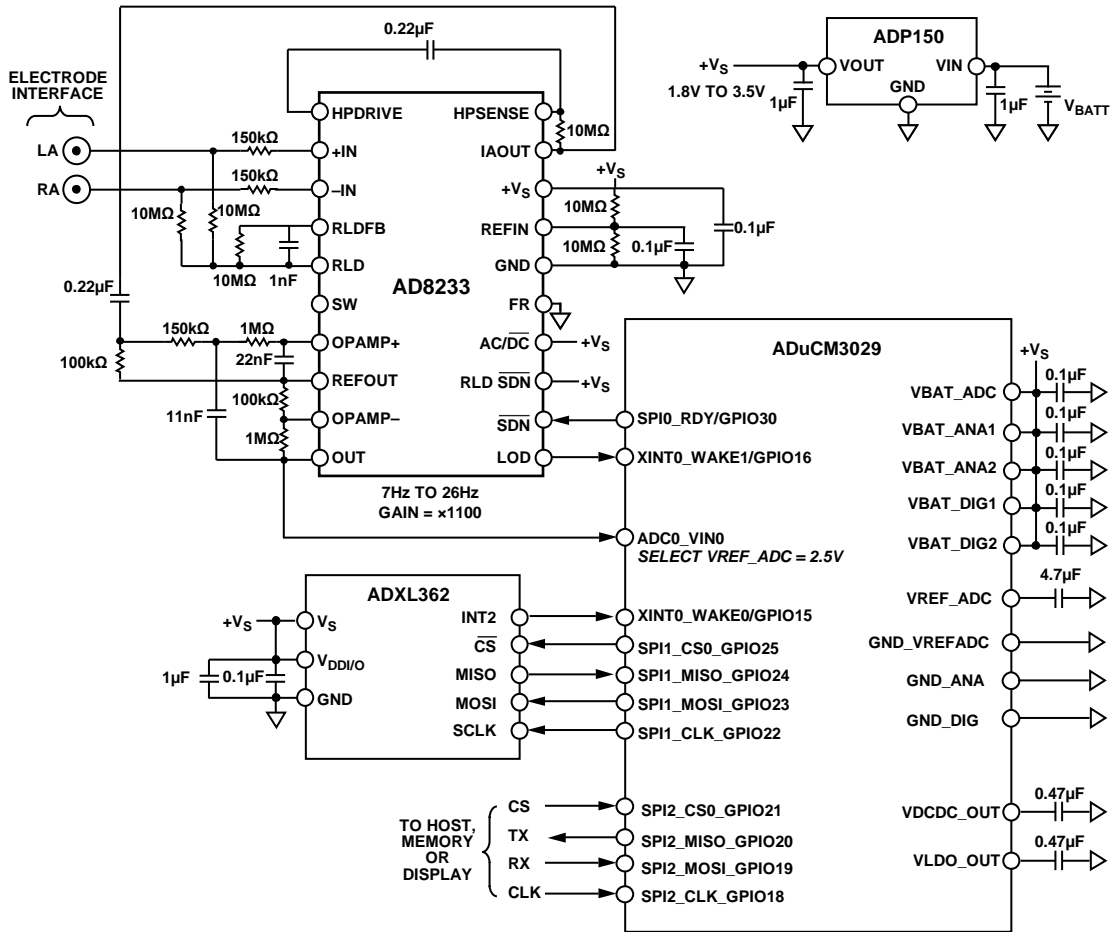 0.22µF
0.22µF
ELECTRODE
INTERFACE
LA
RA
150kΩ
150kΩ
10MΩ
10MΩ
10MΩ
1nF
0.22µF
150kΩ
1MΩ
100kΩ
22nF
100kΩ
11nF
1MΩ
HPDRIVE
+IN
–IN
RLDFB
RLD
SW
OPAMP+
REFOUT
OPAMP–
OUT
AD8233
HPSENSE
IAOUT
+VS
REFIN
GND
FR
AC/DC
RLD SDN
SDN
LOD
10MΩ
+VS
10MΩ
10MΩ
0.1µF
0.1µF
+VS
+VS
7Hz TO 26Hz
GAIN = ×1100
ADP150
VOUT
VIN
GND
+VS
1.8V TO 3.5V
1µF
1µF
VBATT
ADuCM3029
SPI0_RDY/GPIO30
XINT0_WAKE1/GPIO16
ADC0_VIN0
SELECT VREF_ADC = 2.5V
XINT0_WAKE0/GPIO15
SPI1_CS0_GPIO25
SPI1_MISO_GPIO24
SPI1_MOSI_GPIO23
SPI1_CLK_GPIO22
SPI2_CS0_GPIO21
SPI2_MISO_GPIO20
SPI2_MOSI_GPIO19
SPI2_CLK_GPIO18
+VS
VBAT_ADC
0.1µF
VBAT_ANA1
0.1µF
VBAT_ANA2
0.1µF
VBAT_DIG1
0.1µF
VBAT_DIG2
0.1µF
VREF_ADC
4.7µF
GND_VREFADC
GND_ANA
GND_DIG
VDCDC_OUT
0.47µF
VLDO_OUT
0.47µF
ADXL362
+VS
VS
VDDI/O
GND
1µF
0.1µF
INT2
CS
MISO
MOSI
SCLK
TO HOST,
MEMORY
OR
DISPLAY
CS
TX
RX
CLK